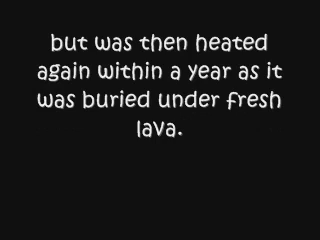 but was then heated
again within a year as it
was buried under fresh
lava.